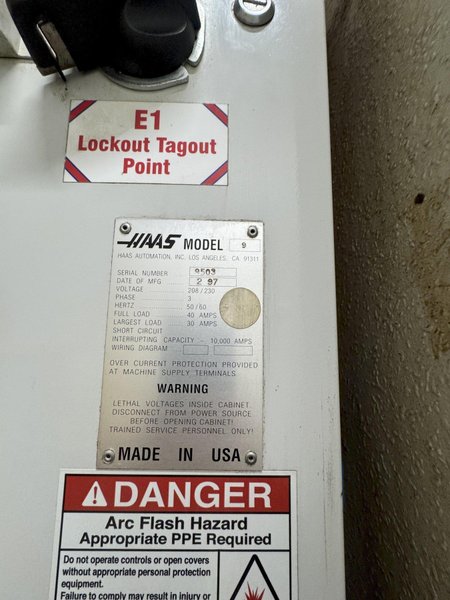 E1
Lockout Tagout
Point
HAAS MODEL 9
HAAS AUTOMATION, INC. LOS ANGELES, CA. 91311
SERIAL NUMBER 9503
DATE OF MFG 2 97
VOLTAGE 208/230
PHASE 3
HERTZ 50/60
FULL LOAD 40 AMPS
LARGEST LOAD 30 AMPS
SHORT CIRCUIT
INTERRUPTING CAPACITY - 10,000 AMPS
WIRING DIAGRAM
OVER CURRENT PROTECTION PROVIDED
AT MACHINE SUPPLY TERMINALS
WARNING
LETHAL VOLTAGES INSIDE CABINET.
DISCONNECT FROM POWER SOURCE
BEFORE OPENING CABINET!
TRAINED SERVICE PERSONNEL ONLY!
MADE IN USA
DANGER
Arc Flash Hazard
Appropriate PPE Required
Do not operate controls or open covers
without appropriate personal protection
equipment.
Failure to comply may result in injury or